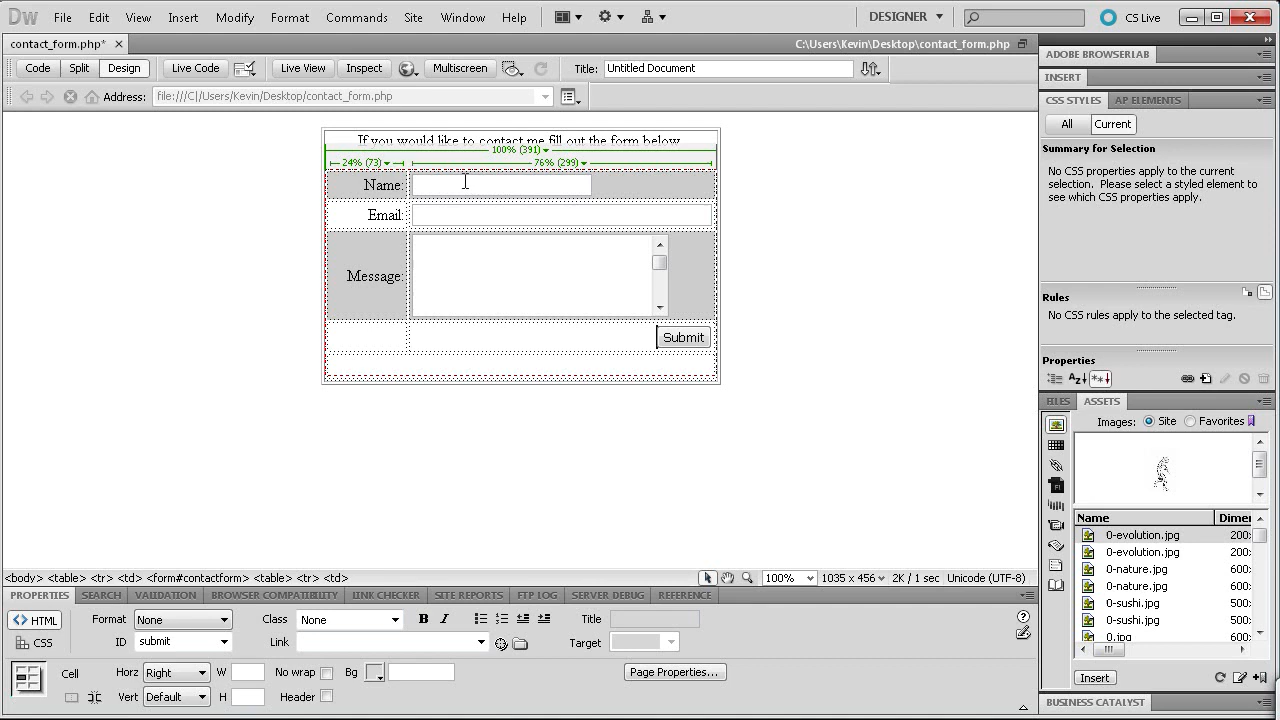 Dw File Edit View Insert Modify Format Commands Site Window Help DESIGNER CS Live
contact_form.php* C:\Users\Kevin\Desktop\contact_form.php
Code Split Design Live Code Live View Inspect Multiscreen Title: Untitled Document
Address: file:///C|/Users/Kevin/Desktop/contact_form.php
If you would like to contact me fill out the form below
100% (391)
24% (73) 76% (299)
Name:
Email:
Message:
Submit
ADOBE BROWSERLAB
INSERT
CSS STYLES AP ELEMENTS
All Current
Summary for Selection
No CSS properties apply to the current
selection. Please select a styled element to
see which CSS properties apply.
Rules
No CSS rules apply to the selected tag.
Properties
FILES ASSETS
Images: Site Favorites
Name Dimer
0-evolution.jpg 200:
0-evolution.jpg 200:
0-nature.jpg 600:
0-nature.jpg 600:
0-sushi.jpg 500:
0-sushi.jpg 500:
0.jpg 600:
Insert
BUSINESS CATALYST
<body> <table> <tr> <td> <form#contactform> <table> <tr> <td> 100% 1035 x 456 2K / 1 sec Unicode (UTF-8)
PROPERTIES SEARCH VALIDATION BROWSER COMPATIBILITY LINK CHECKER SITE REPORTS FTP LOG SERVER DEBUG REFERENCE
<> HTML Format None Class None B I Title
CSS ID submit Link Target
Cell Horz Right W No wrap Bg Page Properties...
Vert Default H Header